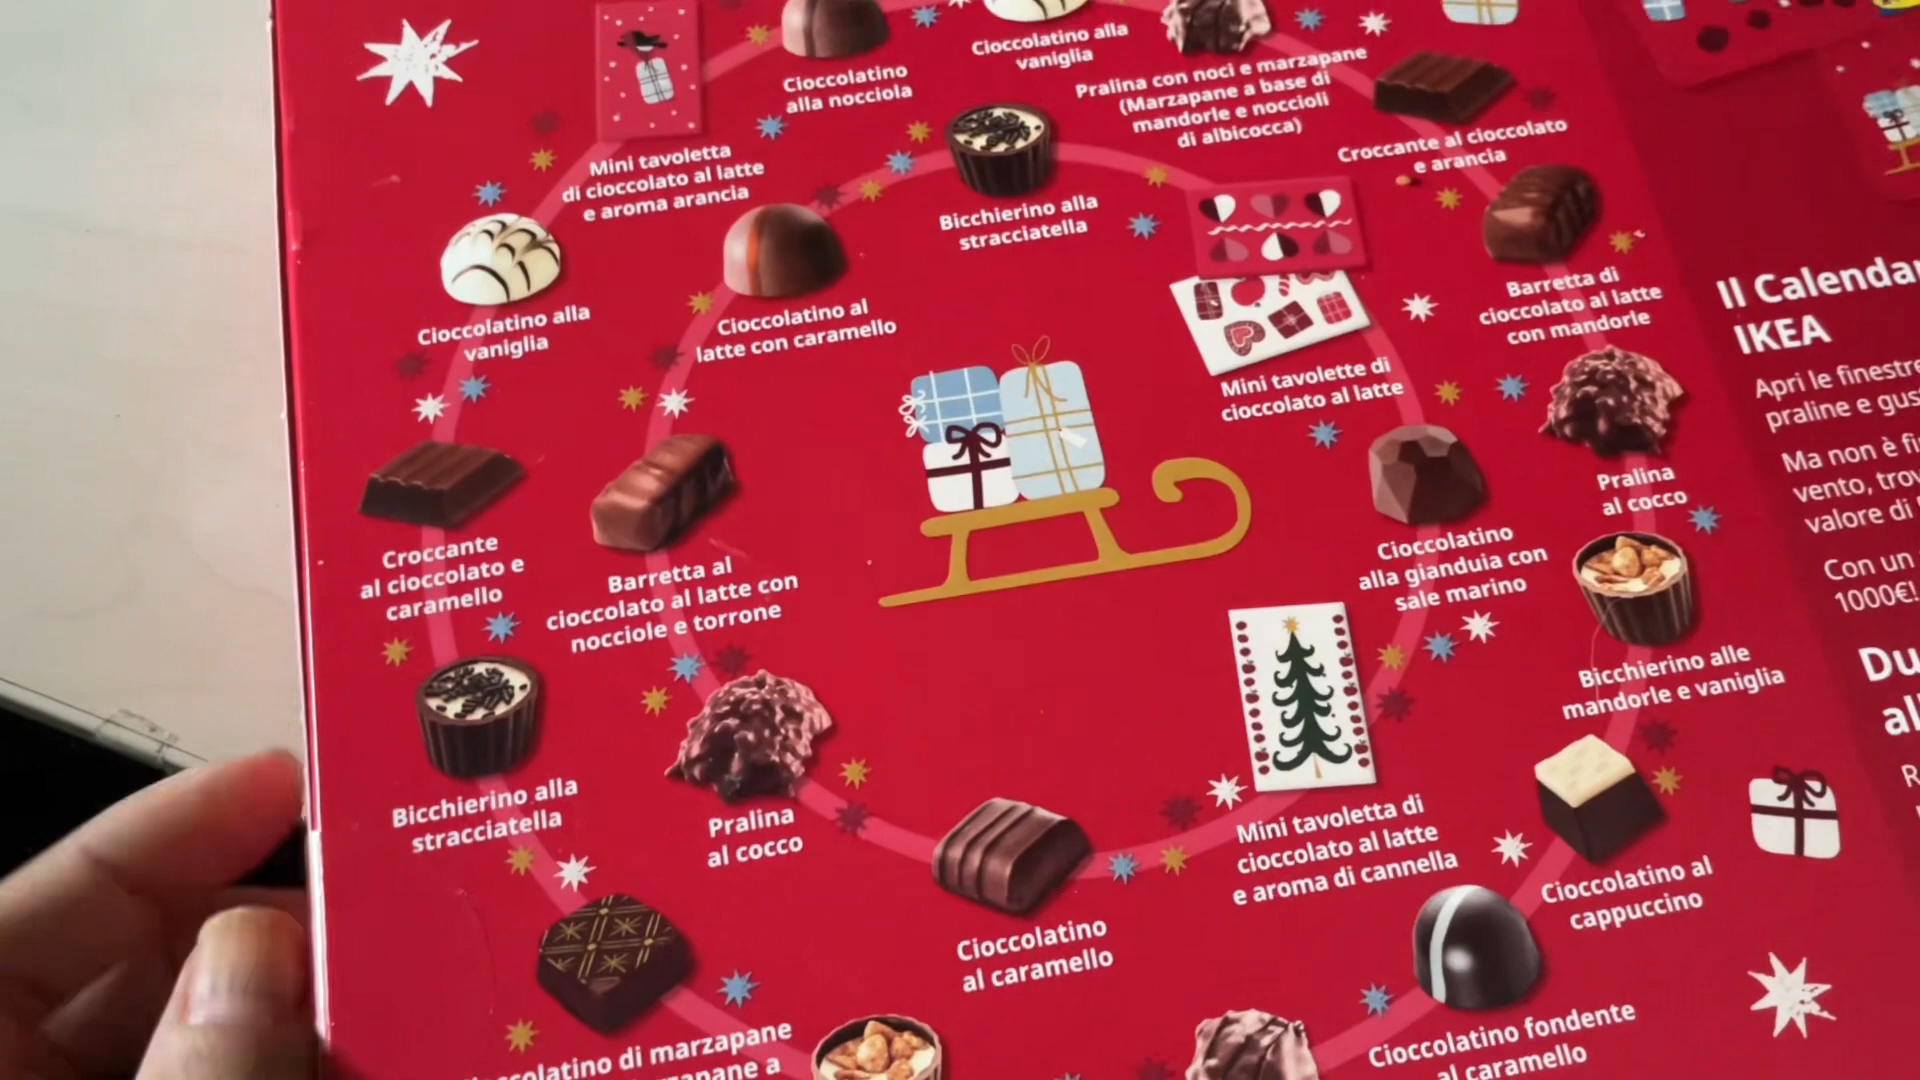 Cioccolatino alla
vaniglia
Cioccolatino
alla nocciola
Pralina con noci e marzapane
(Marzapane a base di
mandorle e noccioli
di albicocca)
Croccante al cioccolato
e arancia
Mini tavoletta
di cioccolato al latte
e aroma arancia
Bicchierino alla
stracciatella
Barretta di
cioccolato al latte
con mandorle
Cioccolatino alla
vaniglia
Cioccolatino al
latte con caramello
Mini tavolette di
cioccolato al latte
Pralina
al cocco
Croccante
al cioccolato e
caramello
Barretta al
cioccolato al latte con
nocciole e torrone
Cioccolatino
alla gianduia con
sale marino
Bicchierino alle
mandorle e vaniglia
Bicchierino alla
stracciatella
Pralina
al cocco
Mini tavoletta di
cioccolato al latte
e aroma di cannella
Cioccolatino al
cappuccino
Cioccolatino
al caramello
Cioccolatino fondente
al caramello
di marzapane
a
Il
IKEA
Apri le
praline e
Ma non è
vento,
valore di
Con un
1000€!